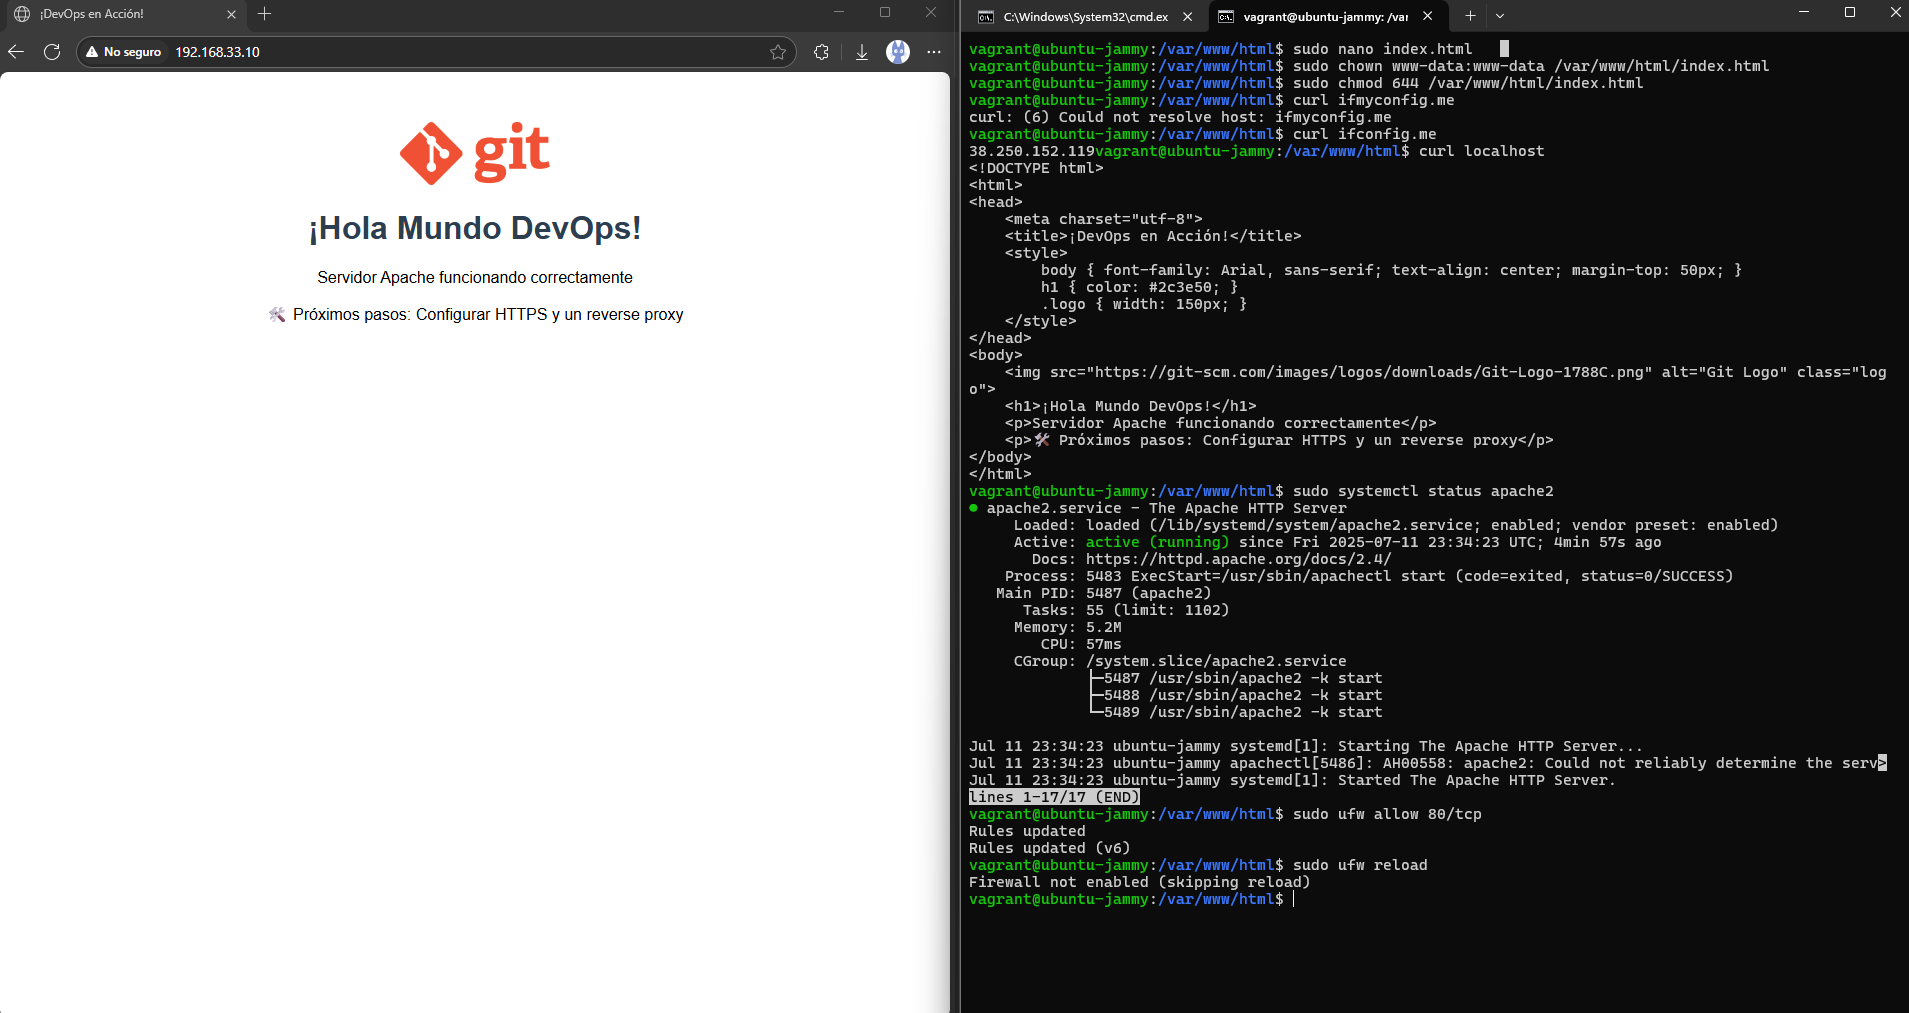 ¡DevOps en Acción!
No seguro 192.168.33.10
git
¡Hola Mundo DevOps!
Servidor Apache funcionando correctamente
🛠 Próximos pasos: Configurar HTTPS y un reverse proxy
C:\Windows\System32\cmd.ex
vagrant@ubuntu-jammy: /var
vagrant@ubuntu-jammy:/var/www/html$ sudo nano index.html
vagrant@ubuntu-jammy:/var/www/html$ sudo chown www-data:www-data /var/www/html/index.html
vagrant@ubuntu-jammy:/var/www/html$ sudo chmod 644 /var/www/html/index.html
vagrant@ubuntu-jammy:/var/www/html$ curl ifmyconfig.me
curl: (6) Could not resolve host: ifmyconfig.me
vagrant@ubuntu-jammy:/var/www/html$ curl ifconfig.me
38.250.152.119vagrant@ubuntu-jammy:/var/www/html$ curl localhost
<!DOCTYPE html>
<html>
<head>
    <meta charset="utf-8">
    <title>¡DevOps en Acción!</title>
    <style>
        body { font-family: Arial, sans-serif; text-align: center; margin-top: 50px; }
        h1 { color: #2c3e50; }
        .logo { width: 150px; }
    </style>
</head>
<body>
    <img src="https://git-scm.com/images/logos/downloads/Git-Logo-1788C.png" alt="Git Logo" class="log
o">
    <h1>¡Hola Mundo DevOps!</h1>
    <p>Servidor Apache funcionando correctamente</p>
    <p>🛠 Próximos pasos: Configurar HTTPS y un reverse proxy</p>
</body>
</html>
vagrant@ubuntu-jammy:/var/www/html$ sudo systemctl status apache2
● apache2.service - The Apache HTTP Server
     Loaded: loaded (/lib/systemd/system/apache2.service; enabled; vendor preset: enabled)
     Active: active (running) since Fri 2025-07-11 23:34:23 UTC; 4min 57s ago
       Docs: https://httpd.apache.org/docs/2.4/
    Process: 5483 ExecStart=/usr/sbin/apachectl start (code=exited, status=0/SUCCESS)
   Main PID: 5487 (apache2)
      Tasks: 55 (limit: 1102)
     Memory: 5.2M
        CPU: 57ms
     CGroup: /system.slice/apache2.service
             ├─5487 /usr/sbin/apache2 -k start
             ├─5488 /usr/sbin/apache2 -k start
             └─5489 /usr/sbin/apache2 -k start
Jul 11 23:34:23 ubuntu-jammy systemd[1]: Starting The Apache HTTP Server...
Jul 11 23:34:23 ubuntu-jammy apachectl[5486]: AH00558: apache2: Could not reliably determine the serv>
Jul 11 23:34:23 ubuntu-jammy systemd[1]: Started The Apache HTTP Server.
lines 1-17/17 (END)
vagrant@ubuntu-jammy:/var/www/html$ sudo ufw allow 80/tcp
Rules updated
Rules updated (v6)
vagrant@ubuntu-jammy:/var/www/html$ sudo ufw reload
Firewall not enabled (skipping reload)
vagrant@ubuntu-jammy:/var/www/html$